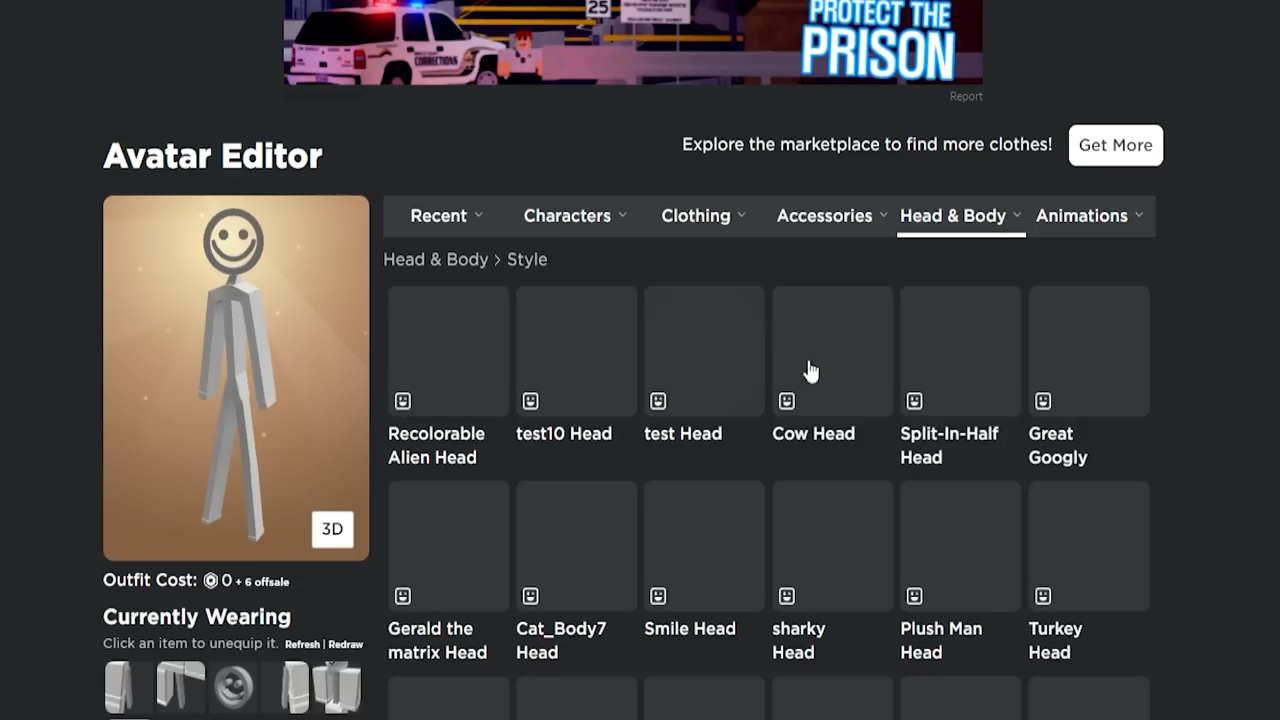 25
CORRECTIONS
PROTECT THE
PRISON
Report
Avatar Editor
Explore the marketplace to find more clothes!
Get More
Recent
Characters
Clothing
Accessories
Head & Body
Animations
Head & Body > Style
Recolorable
Alien Head
test10 Head
test Head
Cow Head
Split-In-Half
Head
Great
Googly
Gerald the
matrix Head
Cat_Body7
Head
Smile Head
sharky
Head
Plush Man
Head
Turkey
Head
3D
Outfit Cost: 0 + 6 offsale
Currently Wearing
Click an item to unequip it. Refresh | Redraw